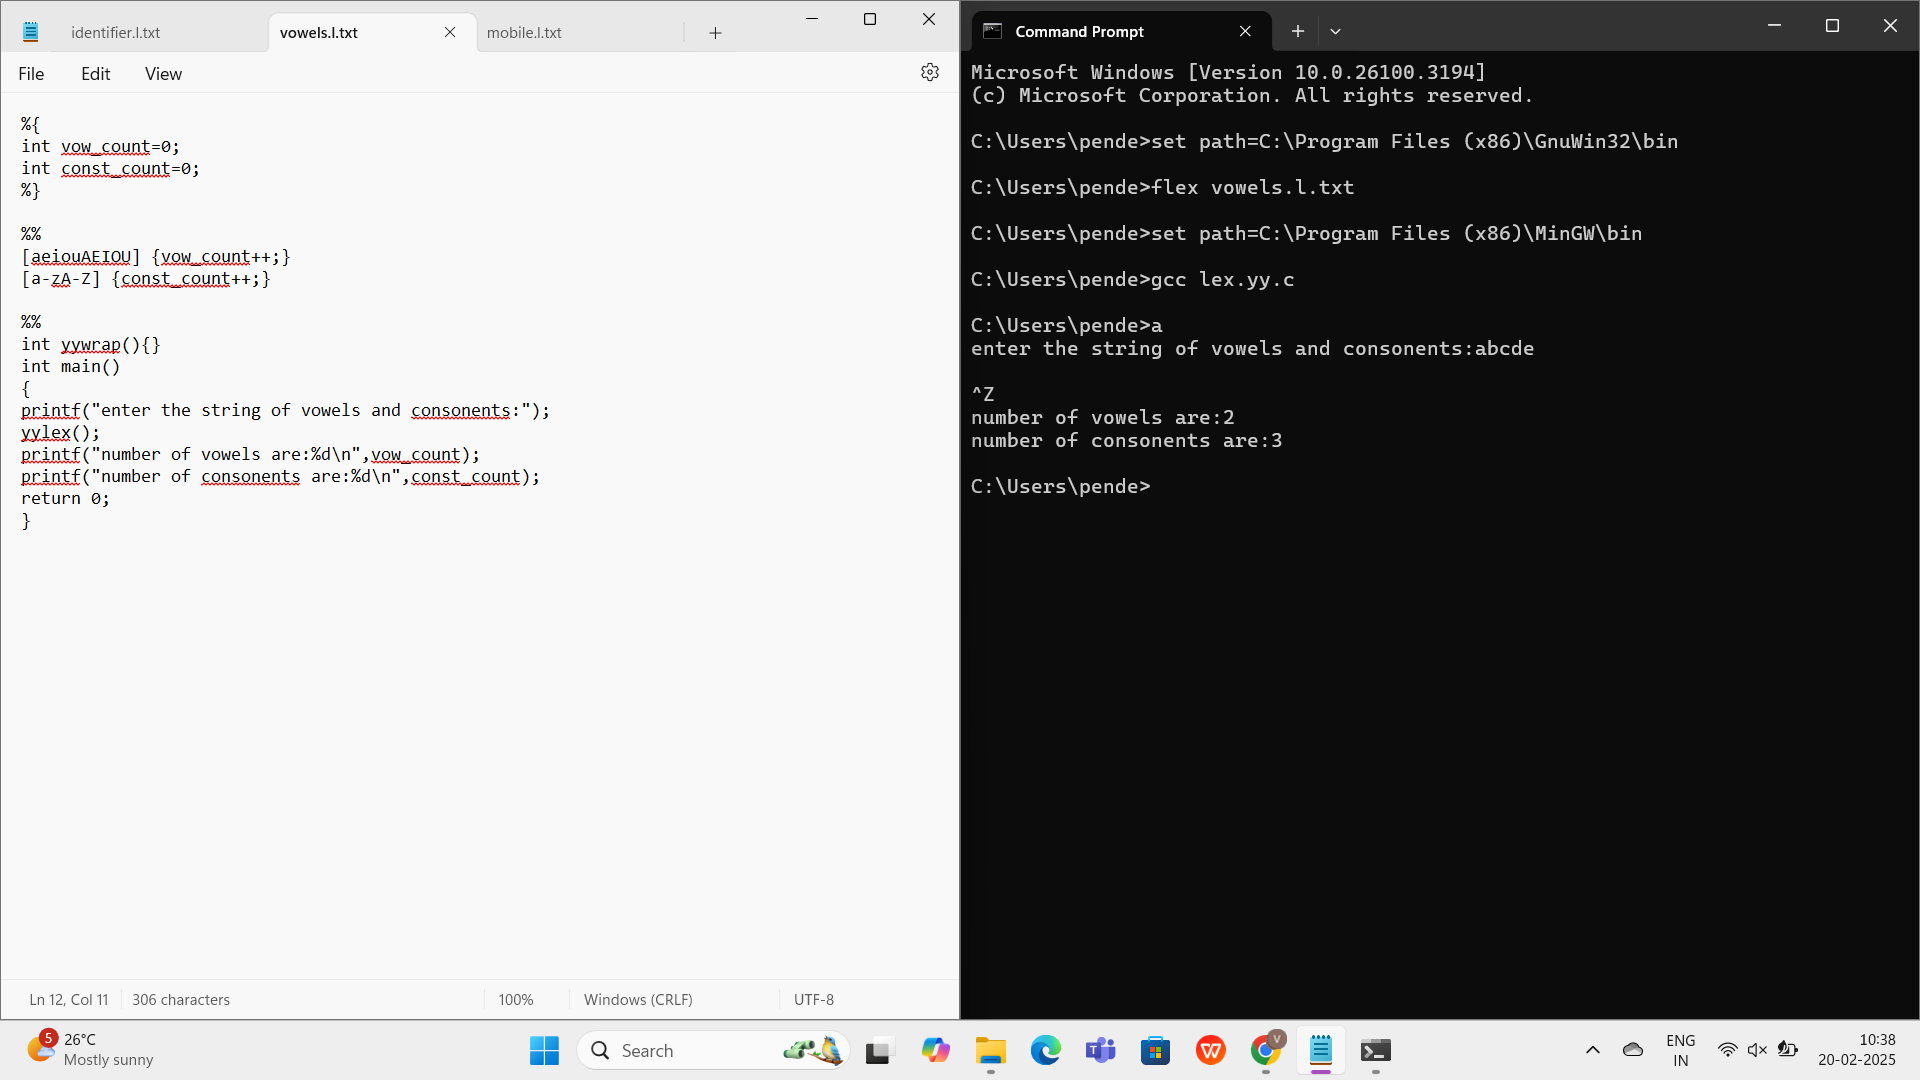 identifier.l.txt
vowels.l.txt
mobile.l.txt
File Edit View
%{
int vow_count=0;
int const_count=0;
%}
%%
[aeiouAEIOU] {vow_count++;}
[a-zA-Z] {const_count++;}
%%
int yywrap(){}
int main()
{
printf("enter the string of vowels and consonents:");
yylex();
printf("number of vowels are:%d\n",vow_count);
printf("number of consonents are:%d\n",const_count);
return 0;
}
Ln 12, Col 11 306 characters 100% Windows (CRLF) UTF-8
Command Prompt
Microsoft Windows [Version 10.0.26100.3194]
(c) Microsoft Corporation. All rights reserved.
C:\Users\pende>set path=C:\Program Files (x86)\GnuWin32\bin
C:\Users\pende>flex vowels.l.txt
C:\Users\pende>set path=C:\Program Files (x86)\MinGW\bin
C:\Users\pende>gcc lex.yy.c
C:\Users\pende>a
enter the string of vowels and consonents:abcde
^Z
number of vowels are:2
number of consonents are:3
C:\Users\pende>
5
26°C
Mostly sunny
Search
V
ENG
IN
10:38
20-02-2025